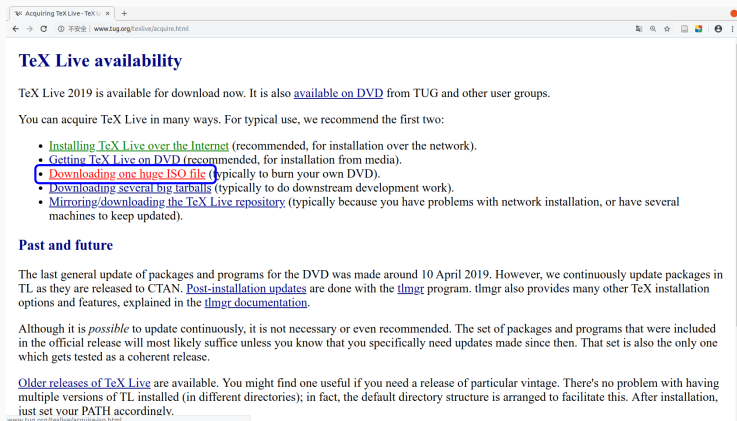 Acquiring TeX Live - TeX U
不安全 | www.tug.org/texlive/acquire.html
TeX Live availability
TeX Live 2019 is available for download now. It is also available on DVD from TUG and other user groups.
You can acquire TeX Live in many ways. For typical use, we recommend the first two:
• Installing TeX Live over the Internet (recommended, for installation over the network).
• Getting TeX Live on DVD (recommended, for installation from media).
• Downloading one huge ISO file (typically to burn your own DVD).
• Downloading several big tarballs (typically to do downstream development work).
• Mirroring/downloading the TeX Live repository (typically because you have problems with network installation, or have several
machines to keep updated).
Past and future
The last general update of packages and programs for the DVD was made around 10 April 2019. However, we continuously update packages in
TL as they are released to CTAN. Post-installation updates are done with the tlmgr program. tlmgr also provides many other TeX installation
options and features, explained in the tlmgr documentation.
Although it is possible to update continuously, it is not necessary or even recommended. The set of packages and programs that were included
in the official release will most likely suffice unless you know that you specifically need updates made since then. That set is also the only one
which gets tested as a coherent release.
Older releases of TeX Live are available. You might find one useful if you need a release of particular vintage. There's no problem with having
multiple versions of TL installed (in different directories); in fact, the default directory structure is arranged to facilitate this. After installation,
just set your PATH accordingly.
www.tug.org/texlive/acquire-iso.html